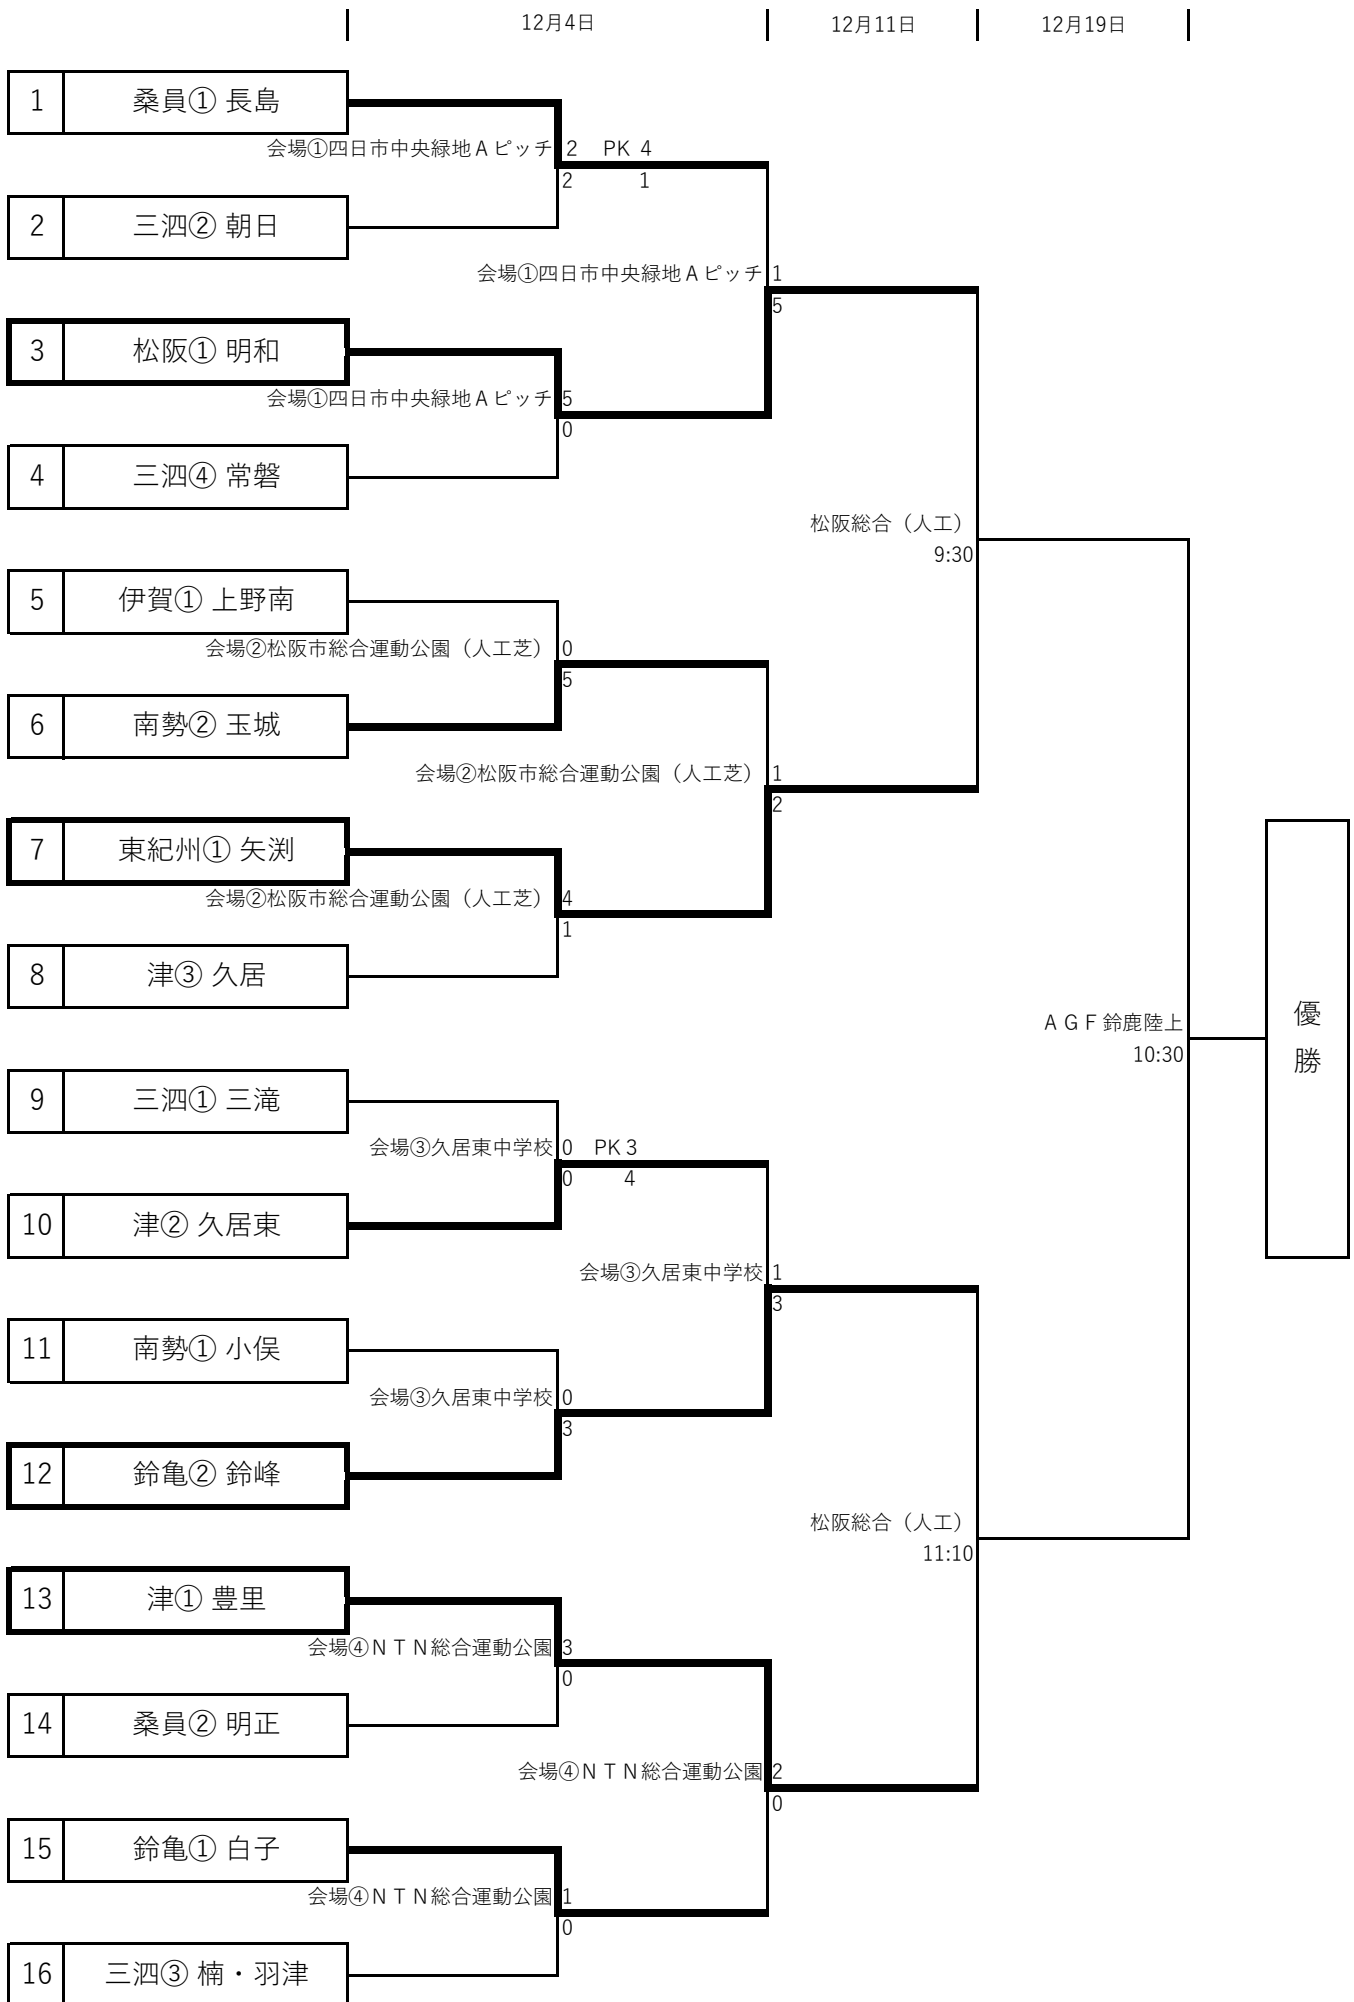 12月4日 12月11日 12月19日
1 桑員① 長島
会場①四日市中央緑地Aピッチ 2 PK 4
2 1
2 三泗② 朝日
会場①四日市中央緑地Aピッチ 1
5
3 松阪① 明和
会場①四日市中央緑地Aピッチ 5
0
4 三泗④ 常磐
松阪総合（人工）
9:30
5 伊賀① 上野南
会場②松阪市総合運動公園（人工芝） 0
5
6 南勢② 玉城
会場②松阪市総合運動公園（人工芝） 1
2
7 東紀州① 矢渕
会場②松阪市総合運動公園（人工芝） 4
1
8 津③ 久居
ＡＧＦ鈴鹿陸上
10:30
優勝
9 三泗① 三滝
会場③久居東中学校 0 PK 3
0 4
10 津② 久居東
会場③久居東中学校 1
3
11 南勢① 小俣
会場③久居東中学校 0
3
12 鈴亀② 鈴峰
松阪総合（人工）
11:10
13 津① 豊里
会場④ＮＴＮ総合運動公園 3
0
14 桑員② 明正
会場④ＮＴＮ総合運動公園 2
0
15 鈴亀① 白子
会場④ＮＴＮ総合運動公園 1
0
16 三泗③ 楠・羽津